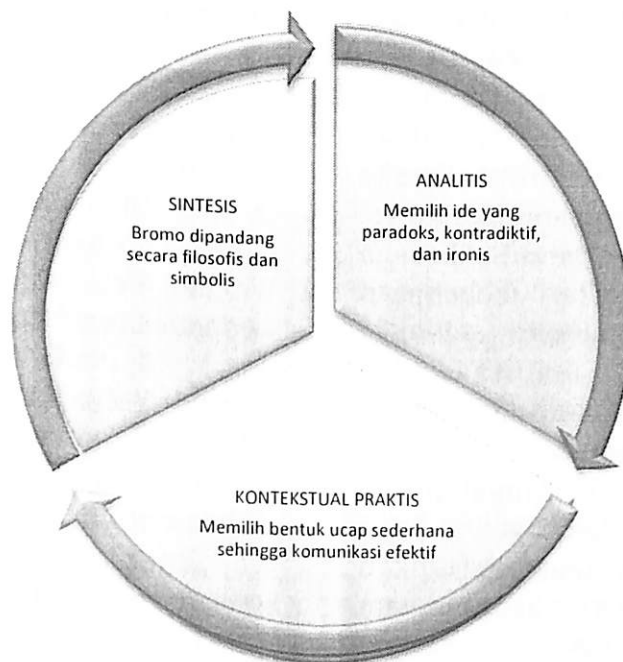 SINTESIS
Bromo dipandang
secara filosofis dan
simbolis
ANALITIS
Memilih ide yang
paradoks, kontradiktif,
dan ironis
KONTEKSTUAL PRAKTIS
Memilih bentuk ucap sederhana
sehingga komunikasi efektif